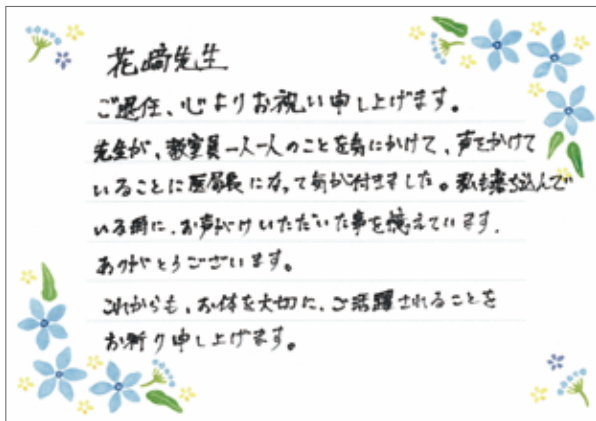 花﨑先生
ご退任、心よりお祝い申し上げます。
先生が、教室員一人一人のことを気にかけて、声をかけて
いることに医局長になって気が付きました。私も落ち込んで
いる時に、お声がけいただいた事を憶えています。
ありがとうございます。
これからも、お体を大切に、ご活躍されることを
お祈り申し上げます。